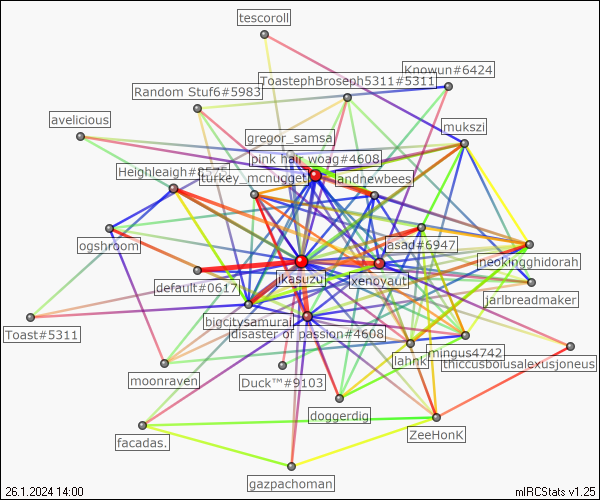 tescoroll
Knowun#6424
ToastephBroseph5311#5311
Random Stuf6#5983
avelicious
mukszi
gregor_samsa
pink hair woag#4608
Heighleaigh#8575
turkey_mcnugget
landnewbees
ogshroom
asad#6947
neokingghidorah
ikasuzu
xenoyaut
default#0617
jarlbreadmaker
bigcitysamurai
disaster of passion#4608
Toast#5311
mingus4742
lahnk
thiccusboiusalexusjoneus
moonraven
Duck™#9103
doggerdig
ZeeHonK
facadas.
gazpachoman
26.1.2024 14:00
mIRCStats v1.25